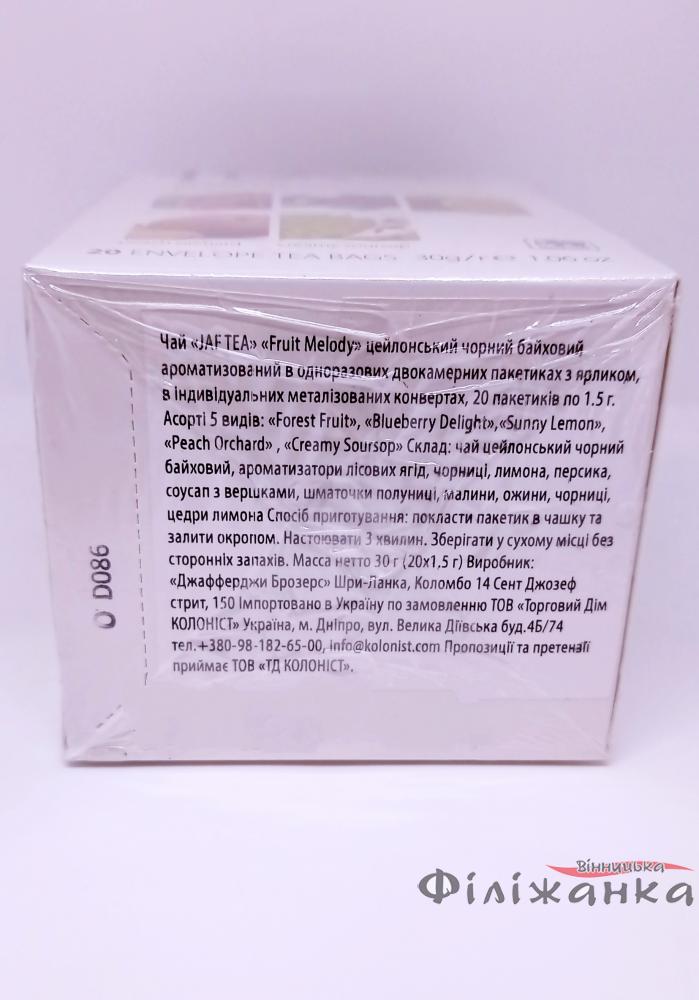 20 ENVELOPE TEA BAGS 30g/℮ 1.06 oz
Чай «JAF TEA» «Fruit Melody» цейлонський чорний байховий
ароматизований в одноразових двокамерних пакетиках з ярликом,
в індивідуальних металізованих конвертах, 20 пакетиків по 1.5 г.
Асорті 5 видів: «Forest Fruit», «Blueberry Delight»,«Sunny Lemon»,
«Peach Orchard» , «Creamy Soursop» Склад: чай цейлонський чорний
байховий, ароматизатори лісових ягід, чорниці, лимона, персика,
соусап з вершками, шматочки полуниці, малини, ожини, чорниці,
цедри лимона Спосіб приготування: покласти пакетик в чашку та
залити окропом. Настоювати 3 хвилин. Зберігати у сухому місці без
сторонніх запахів. Масса нетто 30 г (20x1,5 г) Виробник:
«Джафферджи Брозерс» Шри-Ланка, Коломбо 14 Сент Джозеф
стрит, 150 Імпортовано в Україну по замовленню ТОВ «Торговий Дім
КОЛОНІСТ» Україна, м. Дніпро, вул. Велика Діївська буд.4Б/74
тел.+380-98-182-65-00, info@kolonist.com Пропозиції та претензії
приймає ТОВ «ТД КОЛОНІСТ».
D086
Вінницька
Філіжанка